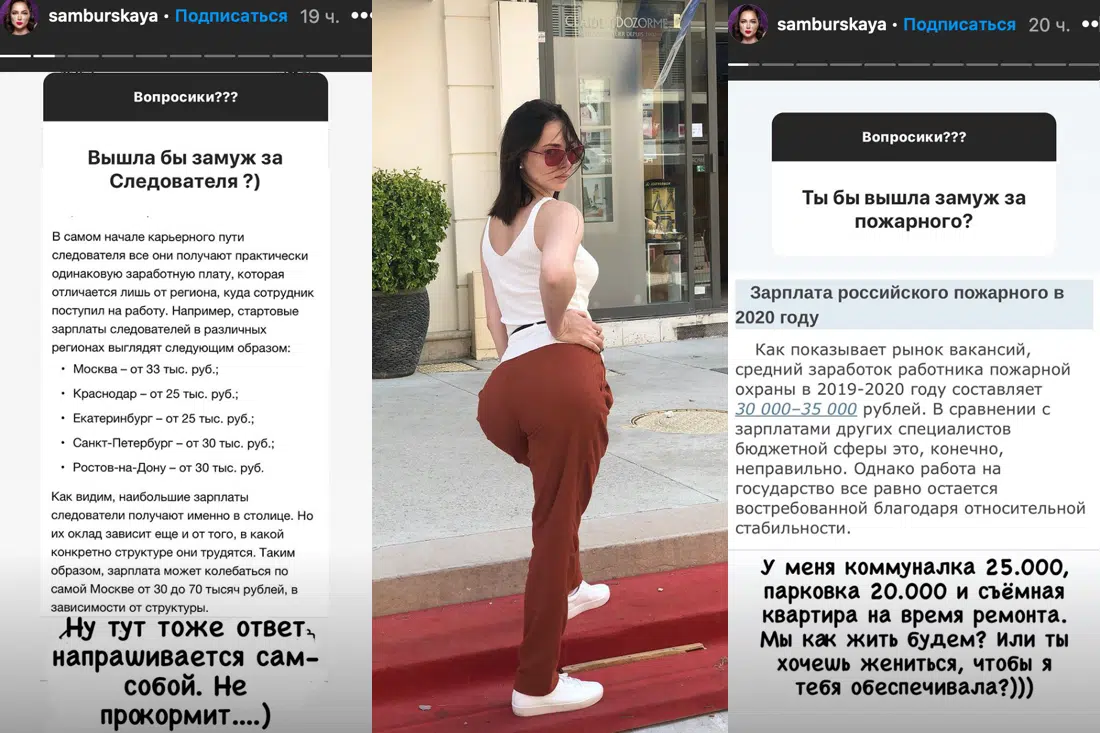 samburskaya • Подписаться 19 ч.
Вопросики???
Вышла бы замуж за
Следователя ?)
В самом начале карьерного пути
следователя все они получают практически
одинаковую заработную плату, которая
отличается лишь от региона, куда сотрудник
поступил на работу. Например, стартовые
зарплаты следователей в различных
регионах выглядят следующим образом:
• Москва – от 33 тыс. руб.;
• Краснодар – от 25 тыс. руб.;
• Екатеринбург – от 25 тыс. руб.;
• Санкт-Петербург – от 30 тыс. руб.;
• Ростов-на-Дону – от 30 тыс. руб.
Как видим, наибольшие зарплаты
следователи получают именно в столице. Но
их оклад зависит еще и от того, в какой
конкретно структуре они трудятся. Таким
образом, зарплата может колебаться по
самой Москве от 30 до 70 тысяч рублей, в
зависимости от структуры.
Ну тут тоже ответ
напрашивается сам-
собой. Не
прокормит....)
DOZORME
samburskaya • Подписаться 20 ч.
Вопросики???
Ты бы вышла замуж за
пожарного?
Зарплата российского пожарного в
2020 году
Как показывает рынок вакансий,
средний заработок работника пожарной
охраны в 2019-2020 году составляет
30 000–35 000 рублей. В сравнении с
зарплатами других специалистов
бюджетной сферы это, конечно,
неправильно. Однако работа на
государство все равно остается
востребованной благодаря относительной
стабильности.
У меня коммуналка 25.000,
парковка 20.000 и съёмная
квартира на время ремонта.
Мы как жить будем? Или ты
хочешь жениться, чтобы я
тебя обеспечивала?)))